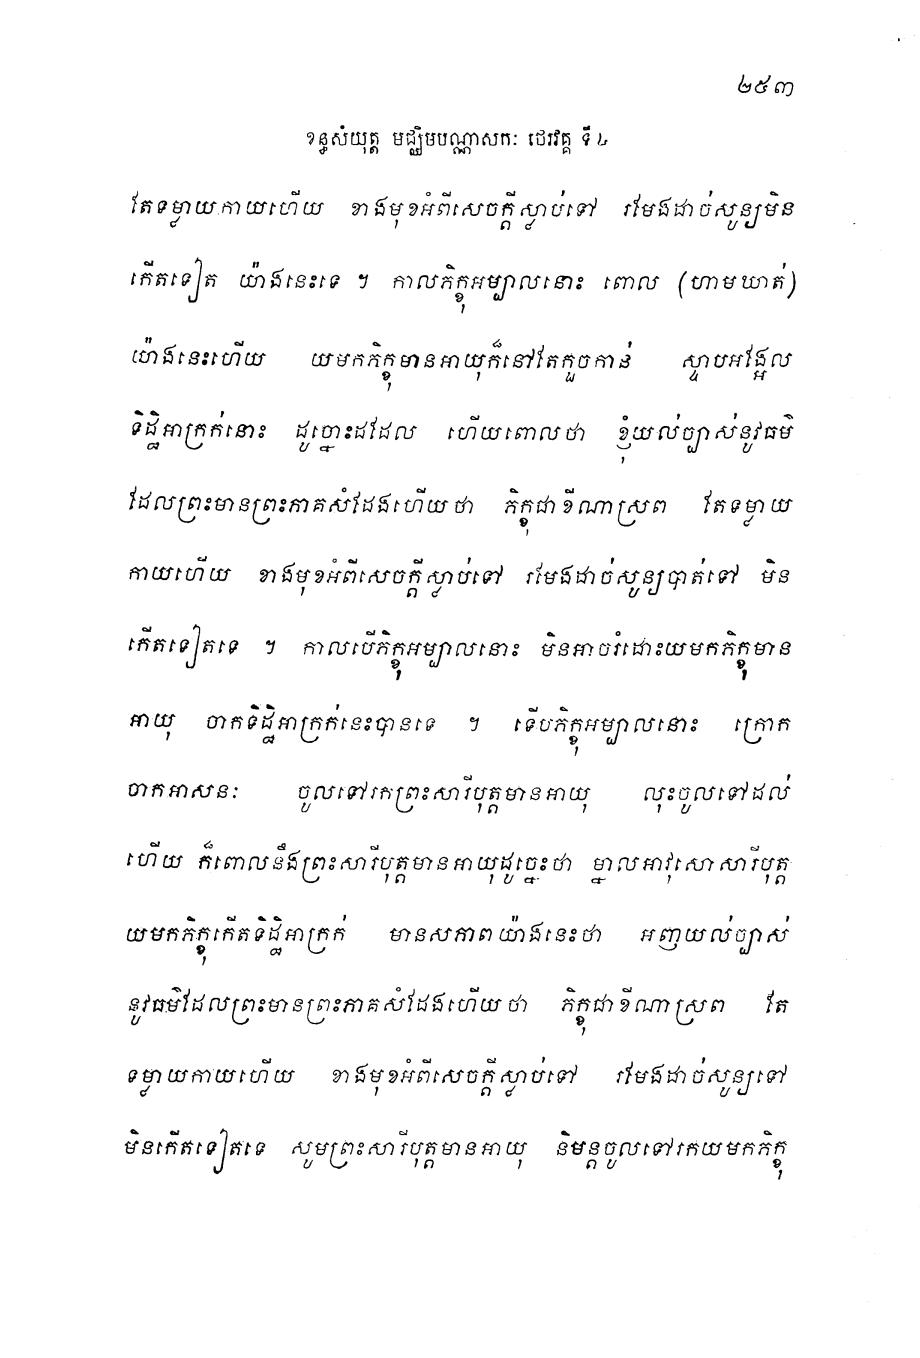 ២៥៣
ខន្ធសំយុត្ត មជ្ឈិមបណ្ណាសកៈ ថេរវគ្គ ទី៤
តែទម្លាយកាយហើយ ខាងមុខអំពីសេចក្តីស្លាប់ទៅ រមែងដាច់សូន្យមិន
កើតទៀត យ៉ាងនេះទេ ។ កាលភិក្ខុអម្បាលនោះ ពោល (ហាមឃាត់)
យ៉ាងនេះហើយ យមកភិក្ខុមានអាយុក៏នៅតែកួចកាន់ ស្ទាបអង្អែល
ទិដ្ឋិអាក្រក់នោះ ដូច្នោះដដែល ហើយពោលថា ខ្ញុំយល់ច្បាស់នូវធម៌
ដែលព្រះមានព្រះភាគសំដែងហើយថា ភិក្ខុជាខីណាស្រព តែទម្លាយ
កាយហើយ ខាងមុខអំពីសេចក្តីស្លាប់ទៅ រមែងដាច់សូន្យបាត់ទៅ មិន
កើតទៀតទេ ។ កាលបើភិក្ខុអម្បាលនោះ មិនអាចរំដោះយមកភិក្ខុមាន
អាយុ ចាកទិដ្ឋិអាក្រក់នេះបានទេ ។ ទើបភិក្ខុអម្បាលនោះ ក្រោក
ចាកអាសនៈ ចូលទៅរកព្រះសារីបុត្តមានអាយុ លុះចូលទៅដល់
ហើយ ក៏ពោលនឹងព្រះសារីបុត្តមានអាយុដូច្នេះថា ម្នាលអាវុសោសារីបុត្ត
យមកភិក្ខុកើតទិដ្ឋិអាក្រក់ មានសភាពយ៉ាងនេះថា អញយល់ច្បាស់
នូវធម៌ដែលព្រះមានព្រះភាគសំដែងហើយថា ភិក្ខុជាខីណាស្រព តែ
ទម្លាយកាយហើយ ខាងមុខអំពីសេចក្តីស្លាប់ទៅ រមែងដាច់សូន្យទៅ
មិនកើតទៀតទេ សូមព្រះសារីបុត្តមានអាយុ និមន្តចូលទៅរកយមកភិក្ខុ